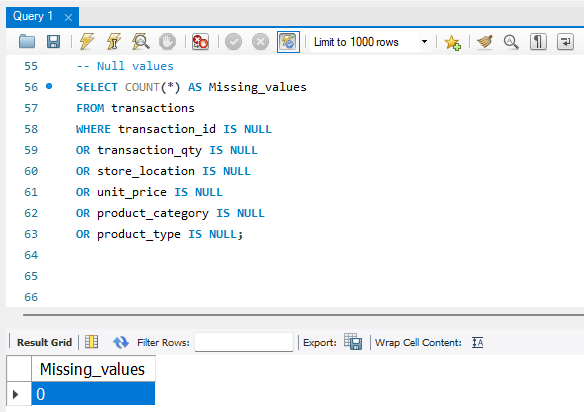 Query 1
Limit to 1000 rows
55 -- Null values
56 SELECT COUNT(*) AS Missing_values
57 FROM transactions
58 WHERE transaction_id IS NULL
59 OR transaction_qty IS NULL
60 OR store_location IS NULL
61 OR unit_price IS NULL
62 OR product_category IS NULL
63 OR product_type IS NULL;
64
65
66
Result Grid Filter Rows: Export: Wrap Cell Content:
Missing_values
0